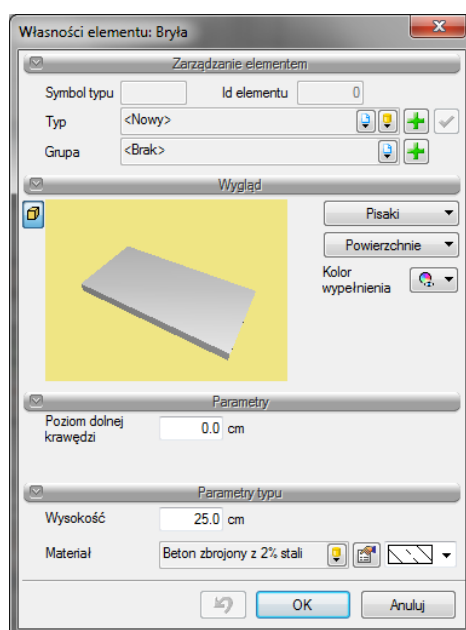 Własności elementu: Bryła
Zarządzanie elementem
Symbol typu Id elementu 0
Typ <Nowy>
Grupa <Brak>
Wygląd
Pisaki
Powierzchnie
Kolor
wypełnienia
Parametry
Poziom dolnej
krawędzi 0.0 cm
Parametry typu
Wysokość 25.0 cm
Materiał Beton zbrojony z 2% stali
OK Anuluj